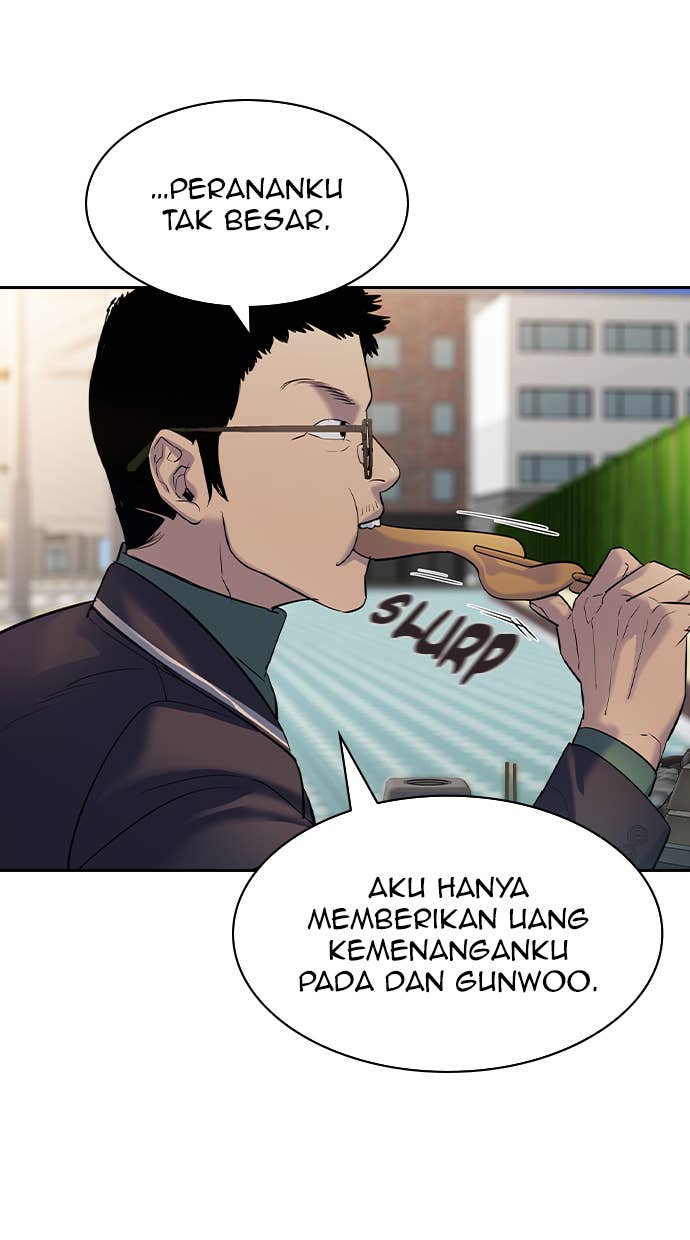 ...PERANANKU
TAK BESAR.
SLURP
AKU HANYA
MEMBERIKAN UANG
KEMENANGANKU
PADA DAN GUNWOO.